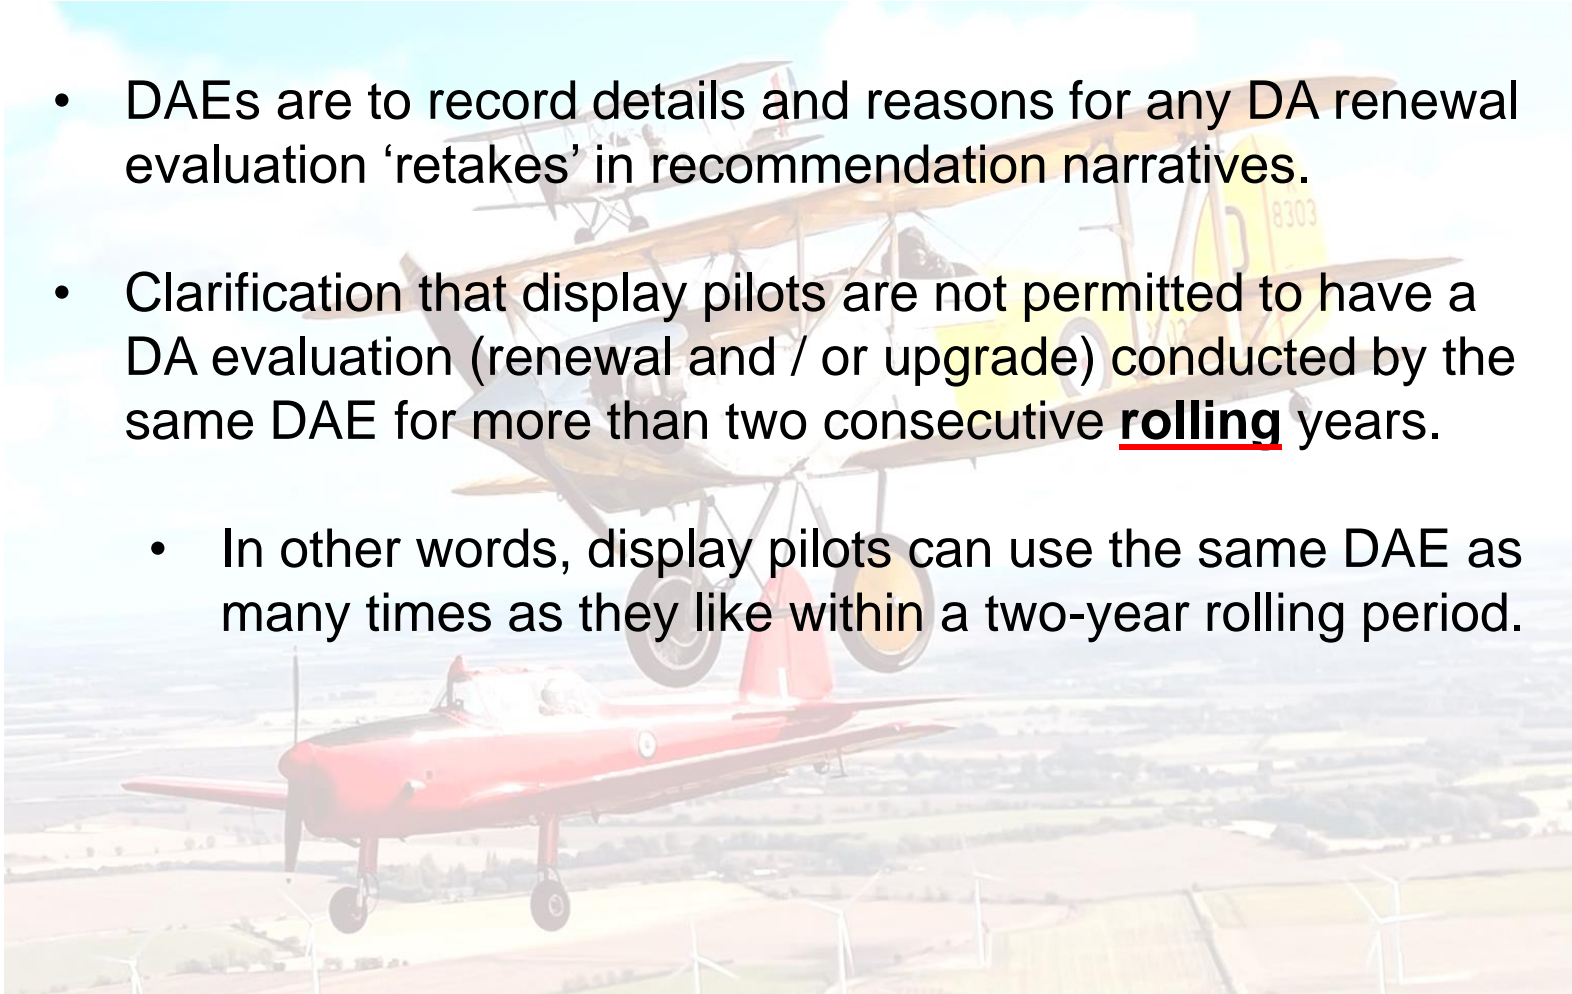 • DAEs are to record details and reasons for any DA renewal
evaluation ‘retakes’ in recommendation narratives.
• Clarification that display pilots are not permitted to have a
DA evaluation (renewal and / or upgrade) conducted by the
same DAE for more than two consecutive rolling years.
• In other words, display pilots can use the same DAE as
many times as they like within a two-year rolling period.
8303